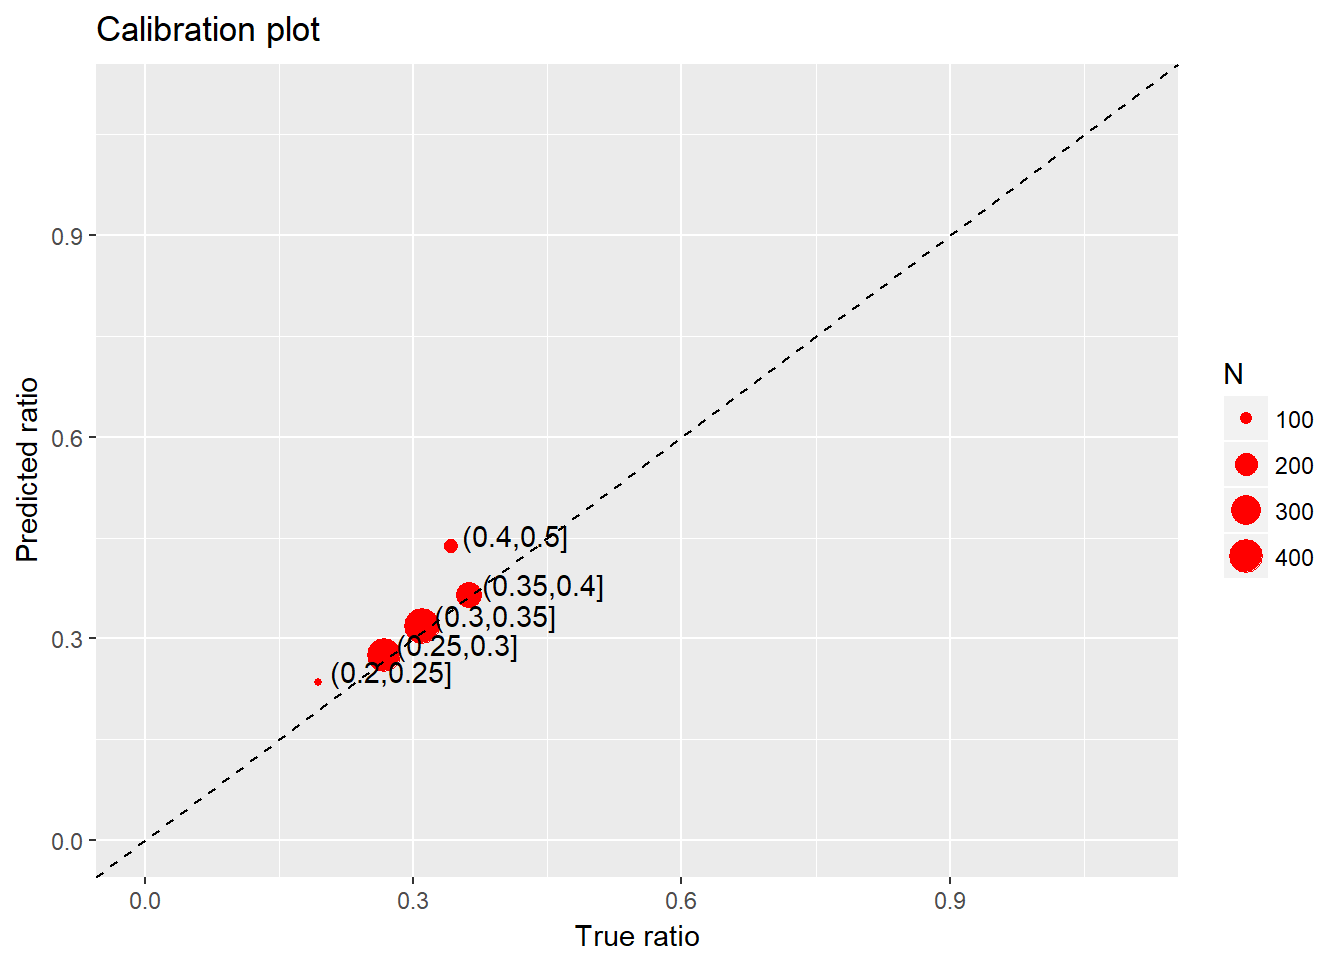 Calibration plot
Predicted ratio
0.9
0.6
0.3
0.0
(0.4,0.5]
(0.35,0.4]
(0.3,0.35]
(0.25,0.3]
(0.2,0.25]
0.0 0.3 0.6 0.9
True ratio
N
100
200
300
400